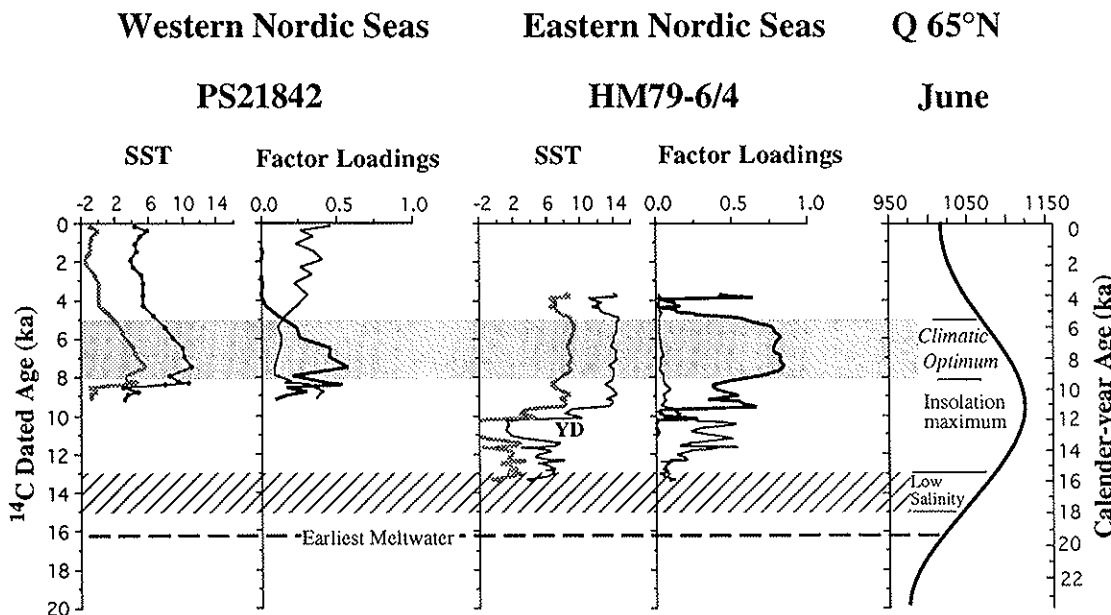 Western Nordic Seas Eastern Nordic Seas Q 65°N
PS21842 HM79-6/4 June
SST Factor Loadings SST Factor Loadings
-2 2 6 10 14 0.0 0.5 1.0 -2 2 6 10 14 0.0 0.5 1.0 950 1050 1150
14C Dated Age (ka)
0
2
4
6
8
10
12
14
16
18
20
YD
Earliest Meltwater
Climatic
Optimum
Insolation
maximum
Low
Salinity
0
2
4
6
8
10
12
14
16
18
20
22
Calender-year Age (ka)